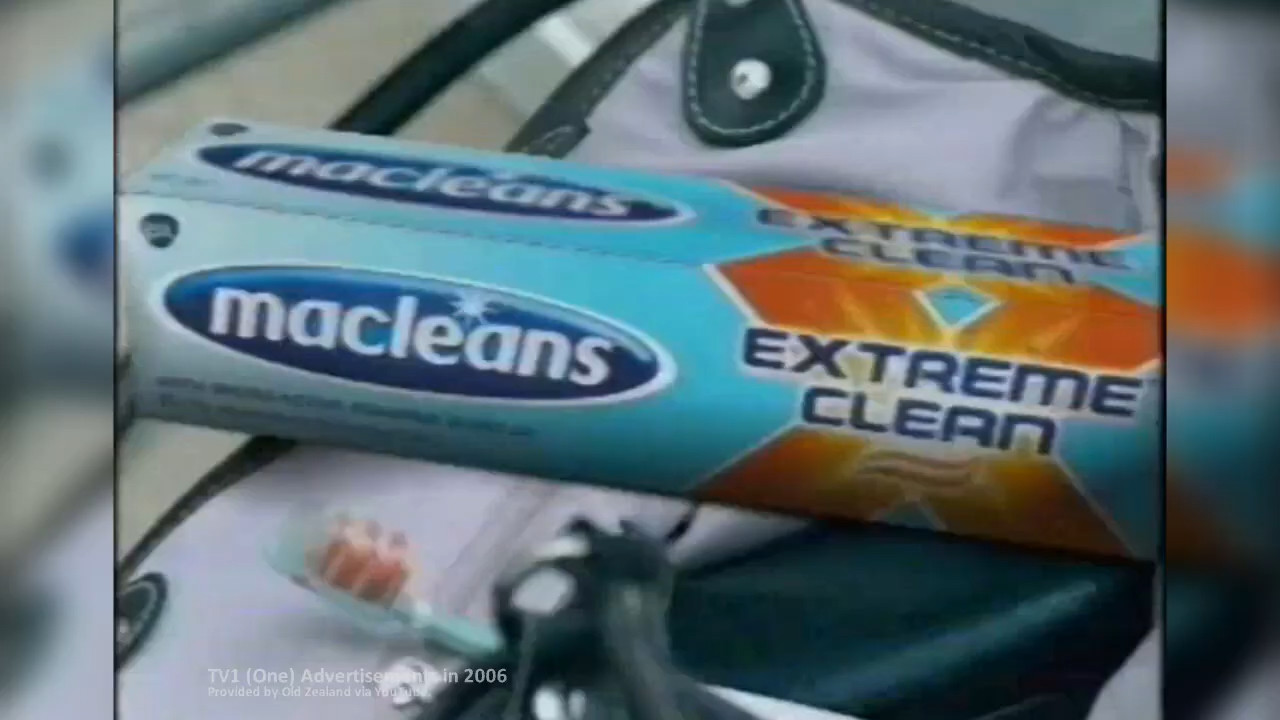 macleans
EXTREME
CLEAN
macleans
EXTREME
CLEAN
TV1 (One) Advertisements in 2006
Provided by Old Zealand via YouTube.